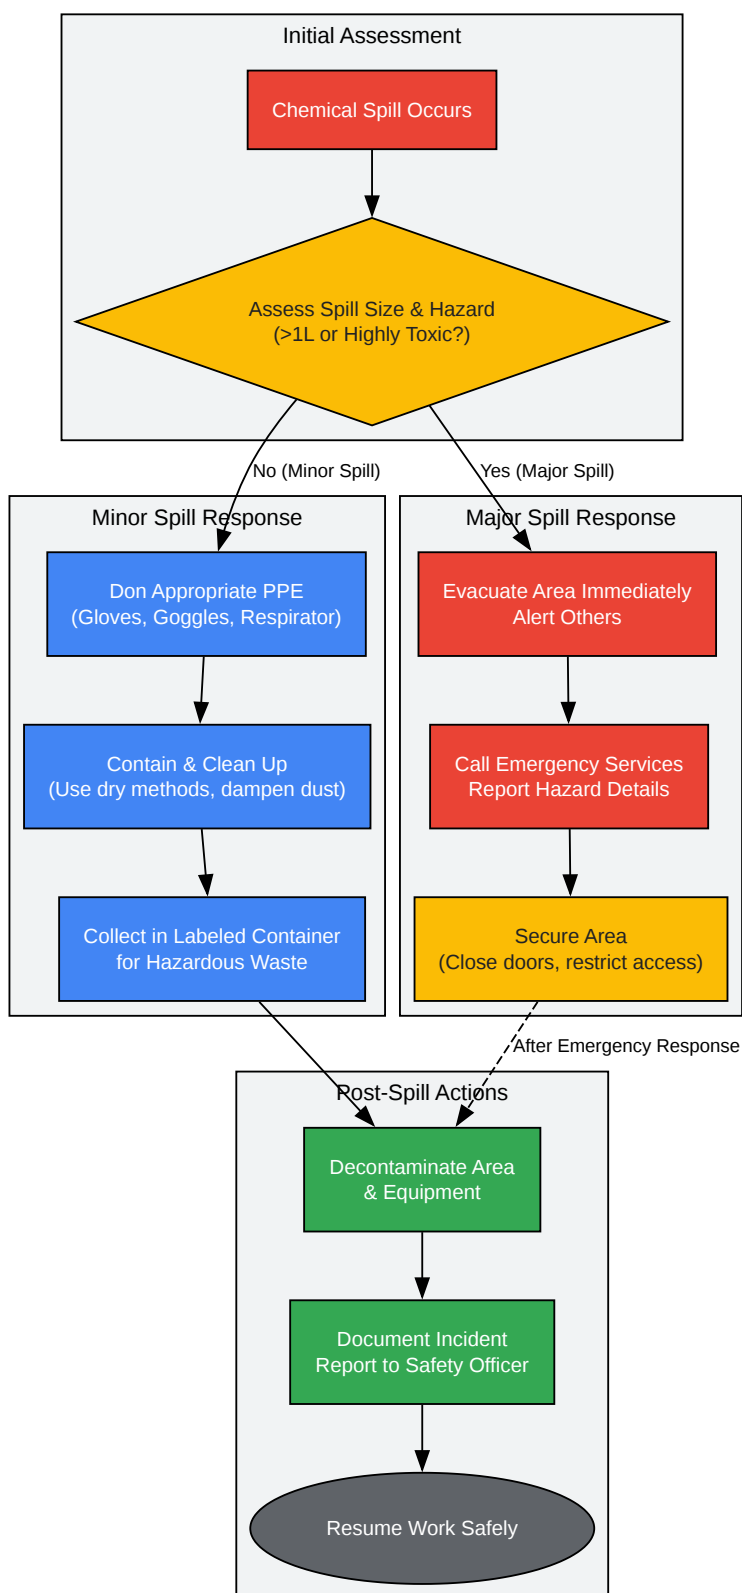 Initial Assessment
Chemical Spill Occurs
Assess Spill Size & Hazard
(>1L or Highly Toxic?)
No (Minor Spill)
Yes (Major Spill)
Minor Spill Response
Don Appropriate PPE
(Gloves, Goggles, Respirator)
Contain & Clean Up
(Use dry methods, dampen dust)
Collect in Labeled Container
for Hazardous Waste
Major Spill Response
Evacuate Area Immediately
Alert Others
Call Emergency Services
Report Hazard Details
Secure Area
(Close doors, restrict access)
After Emergency Response
Post-Spill Actions
Decontaminate Area
& Equipment
Document Incident
Report to Safety Officer
Resume Work Safely